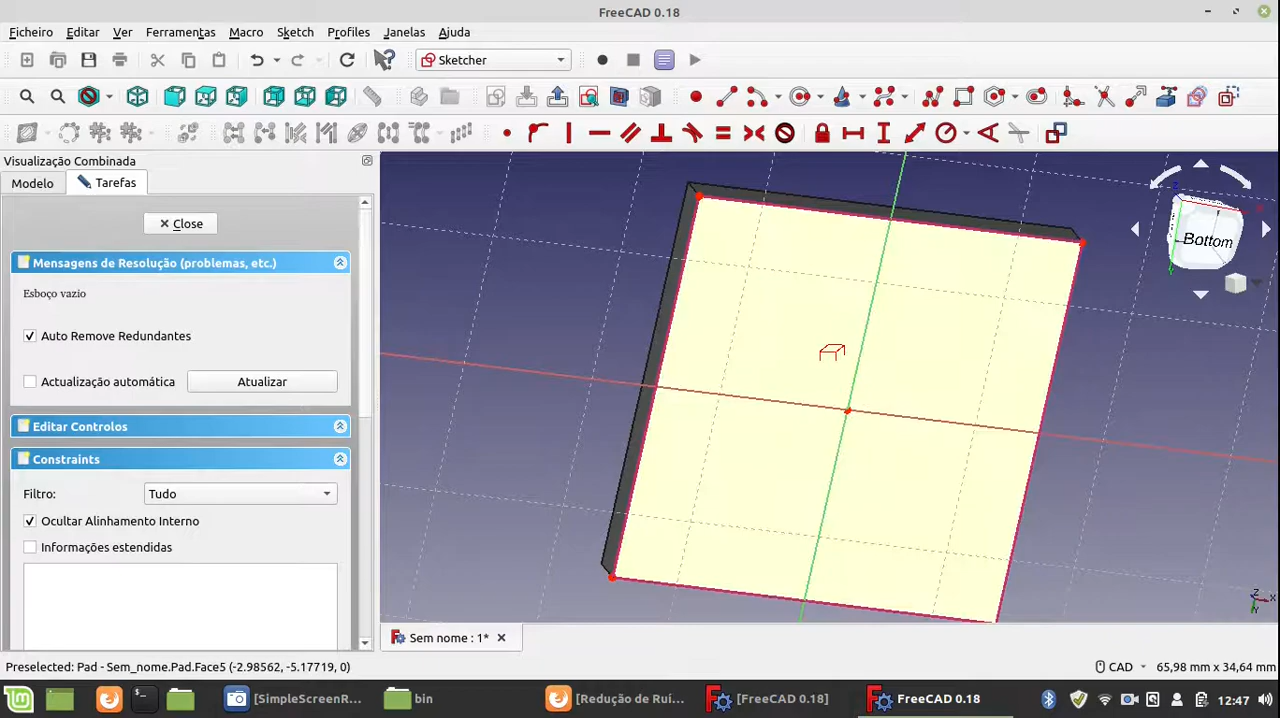 FreeCAD 0.18
Ficheiro Editar Ver Ferramentas Macro Sketch Profiles Janelas Ajuda
Sketcher
Visualização Combinada
Modelo Tarefas
Close
Mensagens de Resolução (problemas, etc.)
Esboço vazio
Auto Remove Redundantes
Actualização automática Atualizar
Editar Controlos
Constraints
Filtro: Tudo
Ocultar Alinhamento Interno
Informações estendidas
Bottom
Z
X
Y
Sem nome : 1*
Preselected: Pad - Sem_nome.Pad.Face5 (-2.98562, -5.17719, 0) CAD 65,98 mm x 34,64 mm
[SimpleScreenR... bin [Redução de Ruí... [FreeCAD 0.18] FreeCAD 0.18 12:47